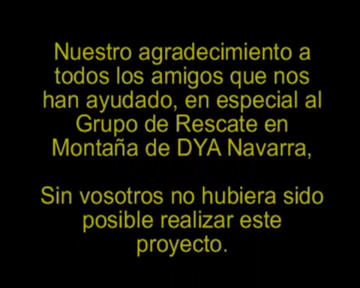 Nuestro agradecimiento a
todos los amigos que nos
han ayudado, en especial al
Grupo de Rescate en
Montaña de DYA Navarra,
Sin vosotros no hubiera sido
posible realizar este
proyecto.